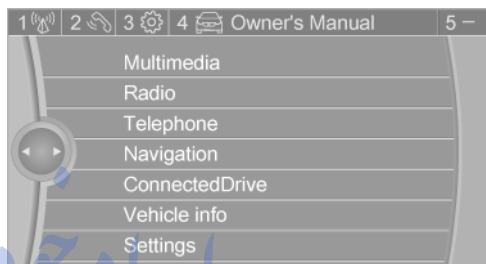 1 2 3 4 Owner's Manual 5 –
Multimedia
Radio
Telephone
Navigation
ConnectedDrive
Vehicle info
Settings